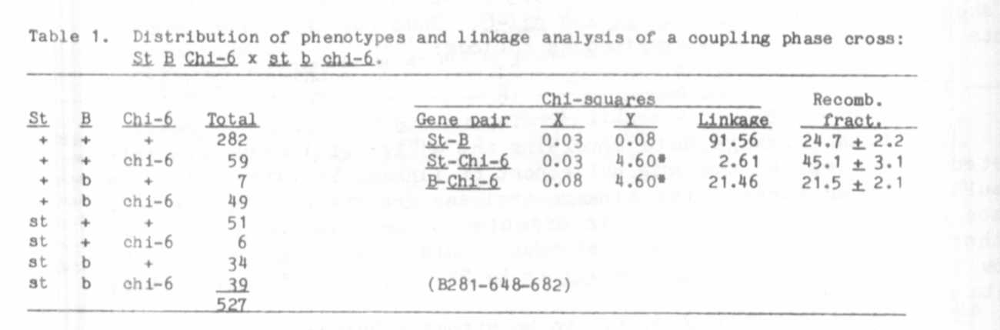 Table 1. Distribution of phenotypes and linkage analysis of a coupling phase cross:
St B Chi-6 x st b chi-6.
Chi-squares Recomb.
St B Chi-6 Total Gene pair X Y Linkage fract.
+ + + 282 St-B 0.03 0.08 91.56 24.7 ± 2.2
+ + chi-6 59 St-Chi-6 0.03 4.60* 2.61 45.1 ± 3.1
+ b + 7 B-Chi-6 0.08 4.60* 21.46 21.5 ± 2.1
+ b chi-6 49
st + + 51
st + chi-6 6
st b + 34
st b chi-6 39 (B281-648-682)
527